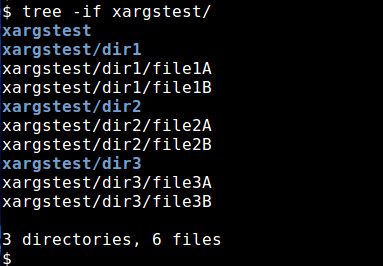 $ tree -if xargstest/
xargstest
xargstest/dir1
xargstest/dir1/file1A
xargstest/dir1/file1B
xargstest/dir2
xargstest/dir2/file2A
xargstest/dir2/file2B
xargstest/dir3
xargstest/dir3/file3A
xargstest/dir3/file3B
3 directories, 6 files
$